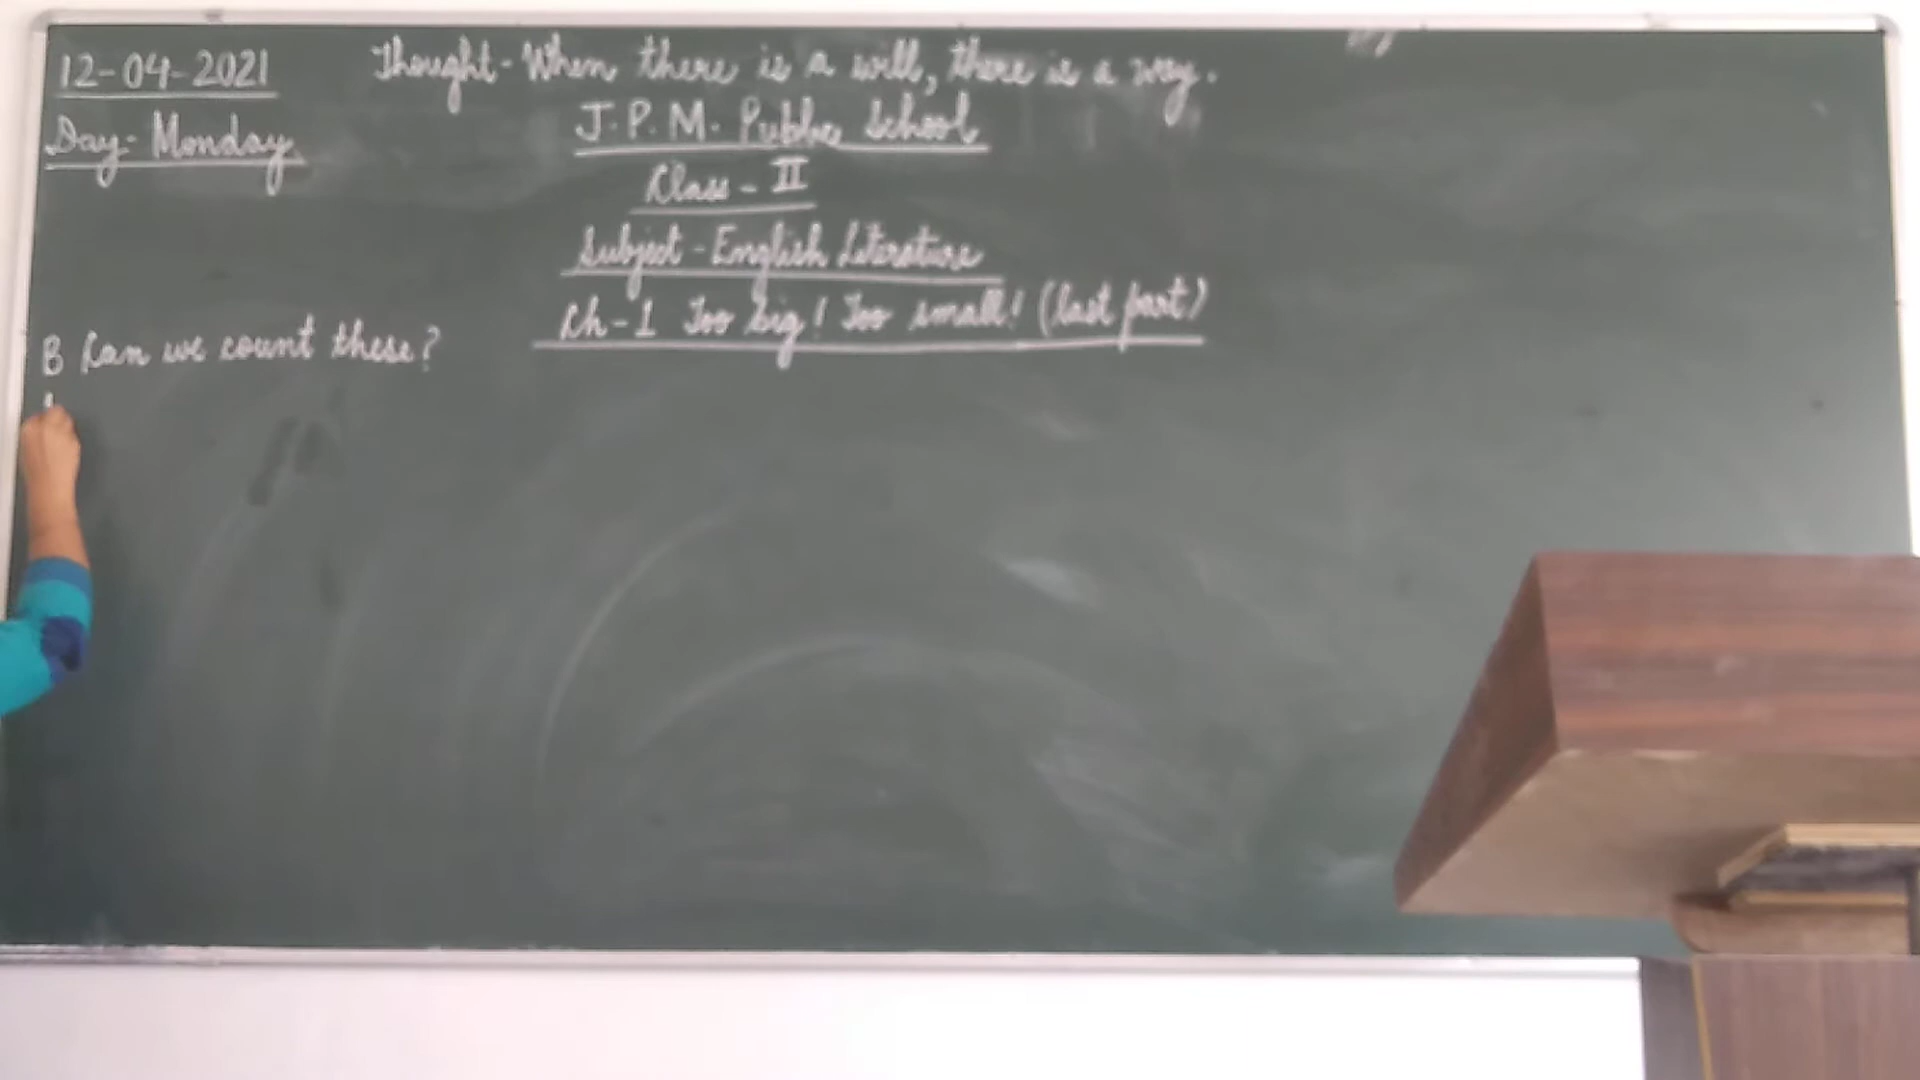 12-04-2021 Thought - When there is a will, there is a way.
Day- Monday
J.P.M. Public School
Class - II
Subject - English Literature
Ch-1 Too big! Too small! (last part)
B Can we count these?